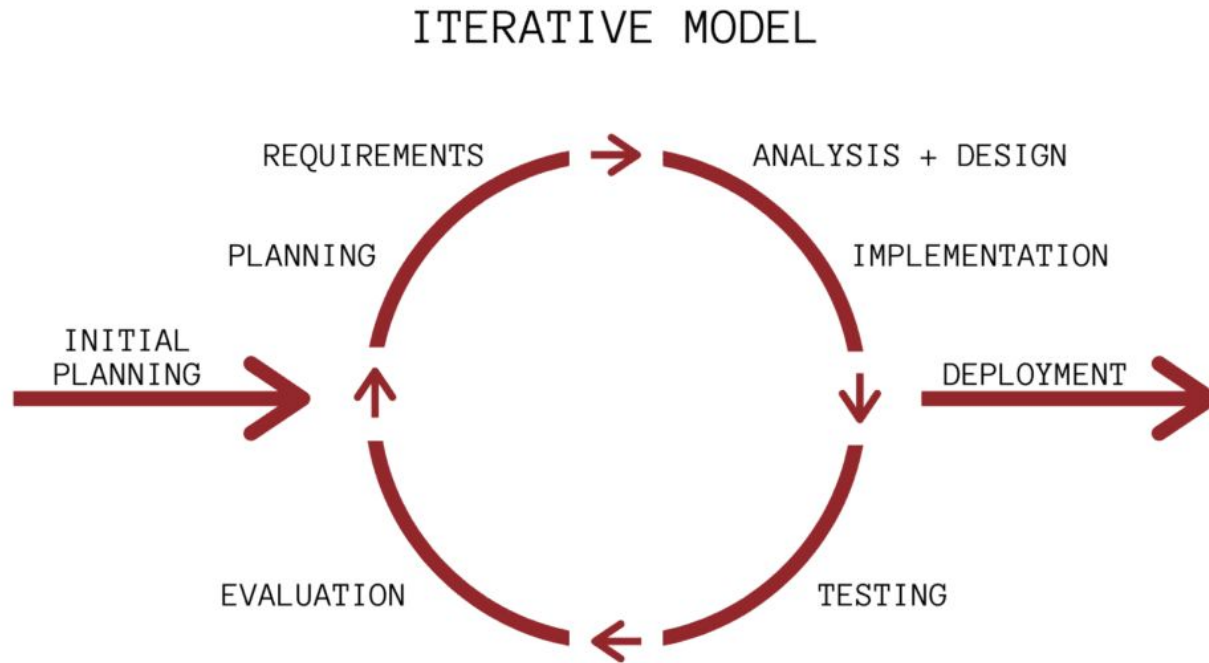 ITERATIVE MODEL
REQUIREMENTS
ANALYSIS + DESIGN
PLANNING
IMPLEMENTATION
INITIAL
PLANNING
DEPLOYMENT
EVALUATION
TESTING